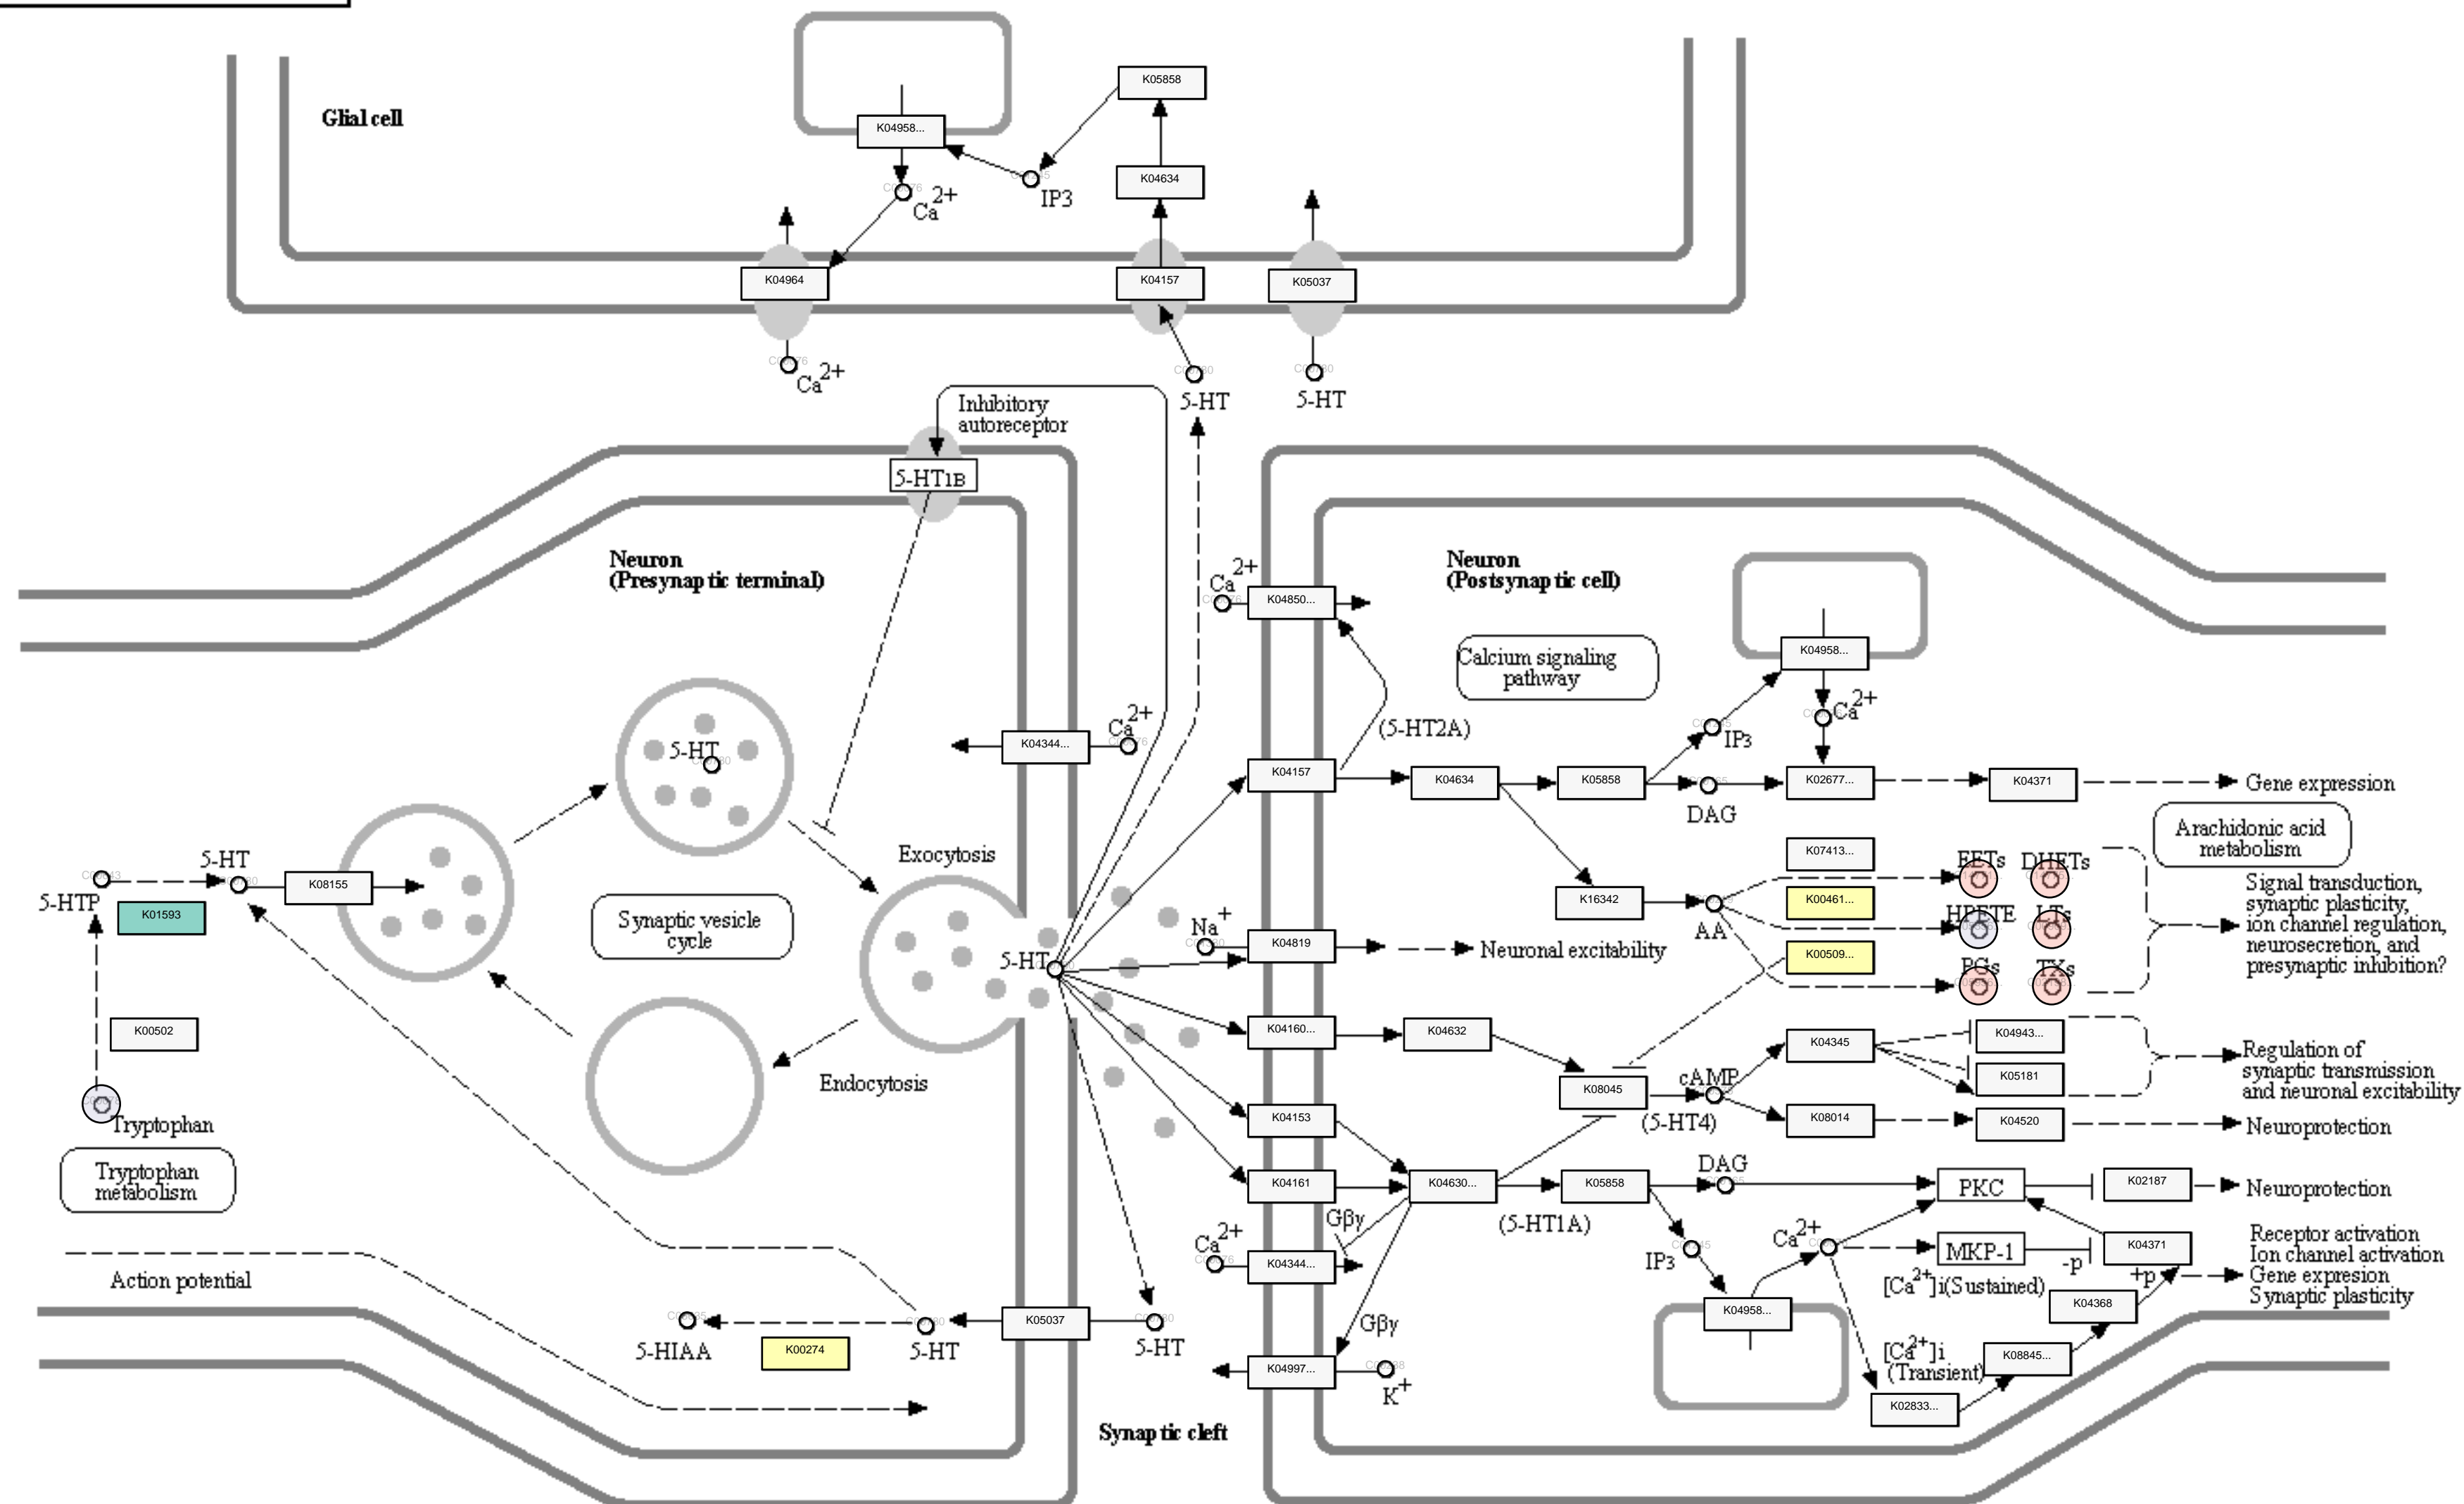 K05858
Glial cell
K04958...
K04634
IP3
Ca2+
K04964
K04157
K05037
Ca2+
5-HT
5-HT
Inhibitory
autoreceptor
5-HT1B
Neuron
(Presynaptic terminal)
Neuron
(Postsynaptic cell)
Ca2+
K04850...
Calcium signaling
pathway
K04958...
Ca2+
(5-HT2A)
IP3
5-HT
K04344...
Ca2+
K04157
K04634
K05858
DAG
K02677...
K04371
Gene expression
Arachidonic acid
metabolism
Exocytosis
K07413...
EETs
DHETs
5-HT
5-HTP
K08155
K01593
K16342
AA
K00461...
HPETE
LTs
Signal transduction,
synaptic plasticity,
ion channel regulation,
neurosecretion, and
presynaptic inhibition?
Synaptic vesicle
cycle
Na+
K04819
Neuronal excitability
K00509...
PGs
TXs
5-HT
K00502
K04160...
K04632
K04345
K04943...
K05181
Regulation of
synaptic transmission
and neuronal excitability
Endocytosis
K08045
cAMP
(5-HT4)
K08014
K04520
Neuroprotection
Tryptophan
K04153
Tryptophan
metabolism
K04161
K04630...
K05858
(5-HT1A)
DAG
PKC
K02187
Neuroprotection
Gβγ
Ca2+
K04344...
IP3
Ca2+
MKP-1
-p
K04371
+p
Receptor activation
Ion channel activation
Gene expresion
Synaptic plasticity
Action potential
[Ca2+]i(Sustained)
K04368
K04958...
5-HIAA
K00274
5-HT
K05037
5-HT
Gβγ
K04997...
K+
[Ca2+]i
(Transient)
K08845...
K02833...
Synaptic cleft